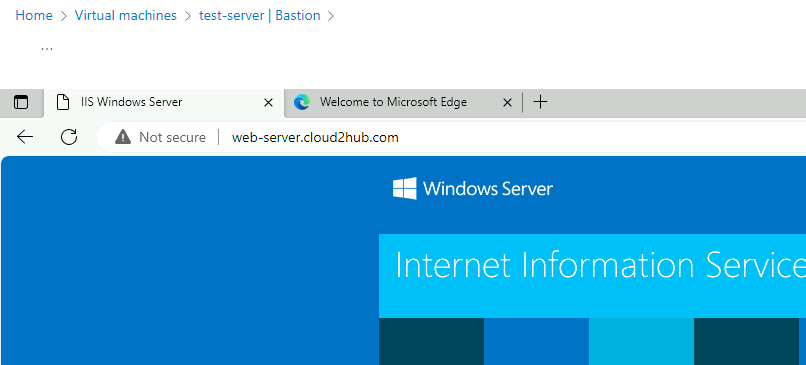 Home > Virtual machines > test-server | Bastion >
...
IIS Windows Server
Welcome to Microsoft Edge
Not secure | web-server.cloud2hub.com
Windows Server
Internet Information Service